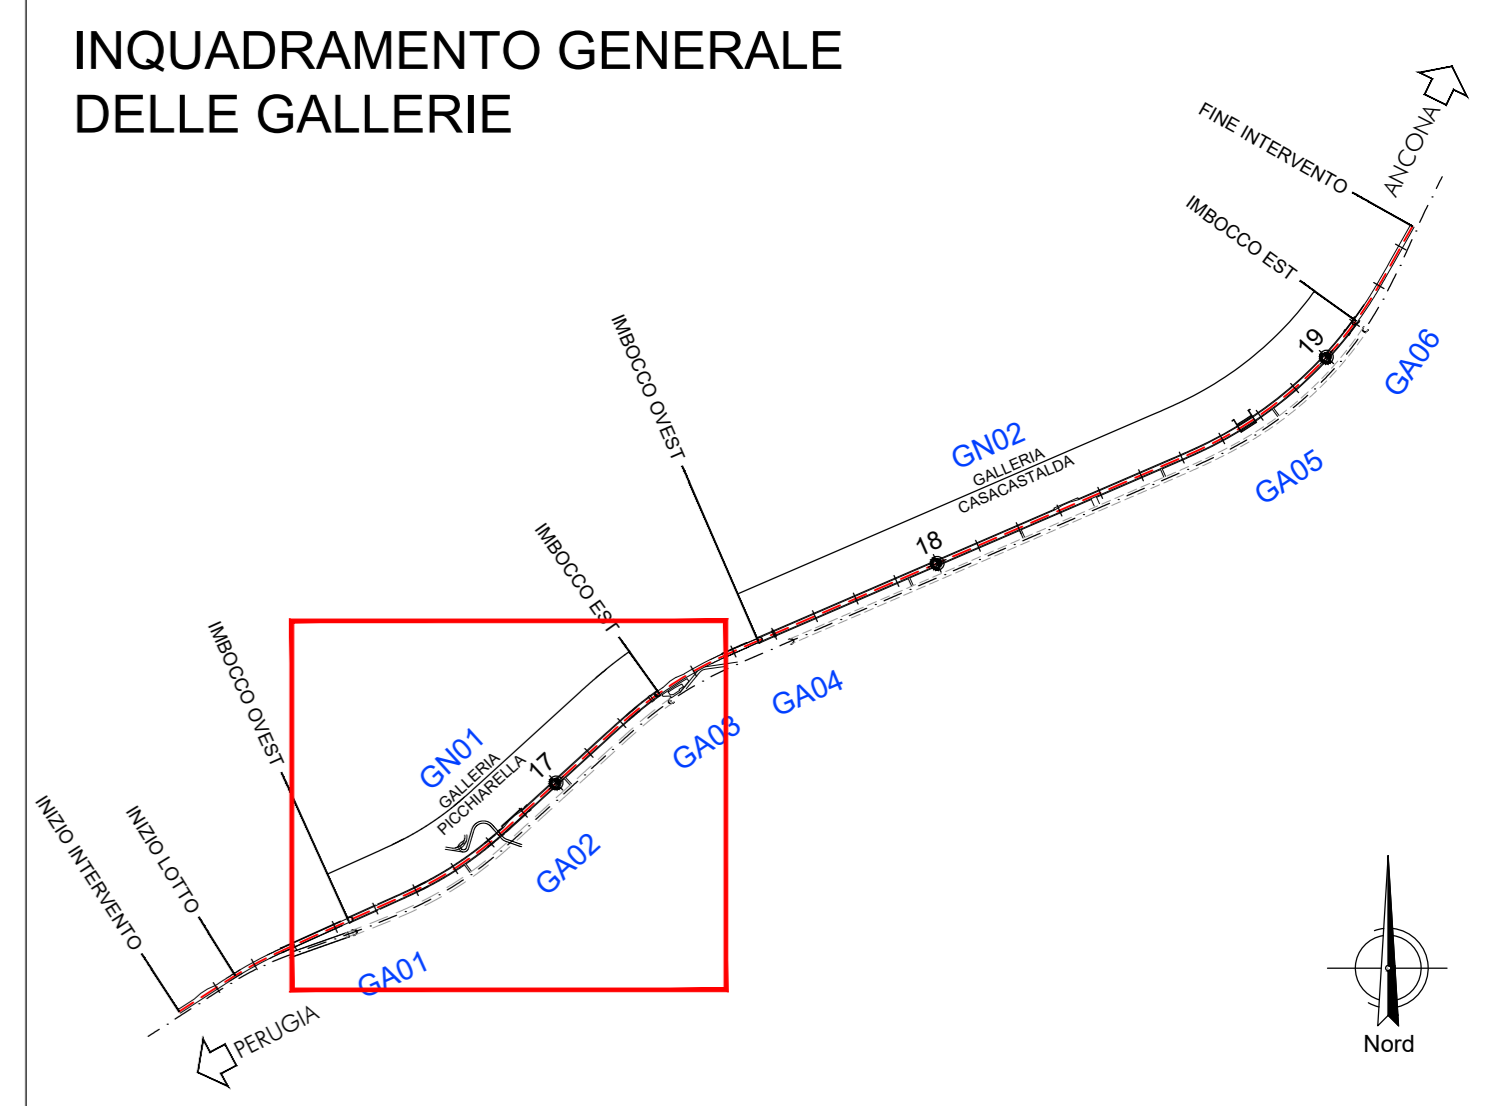 INQUADRAMENTO GENERALE
DELLE GALLERIE
ANCONA
FINE INTERVENTO
IMBOCCO EST
19
GA06
IMBOCCO OVEST
GN02
GALLERIA
CASACASTALDA
GA05
18
IMBOCCO EST
GA04
IMBOCCO OVEST
GN01
GALLERIA
PICCHIARELLA
17
GA03
GA02
INIZIO INTERVENTO
INIZIO LOTTO
GA01
PERUGIA
Nord